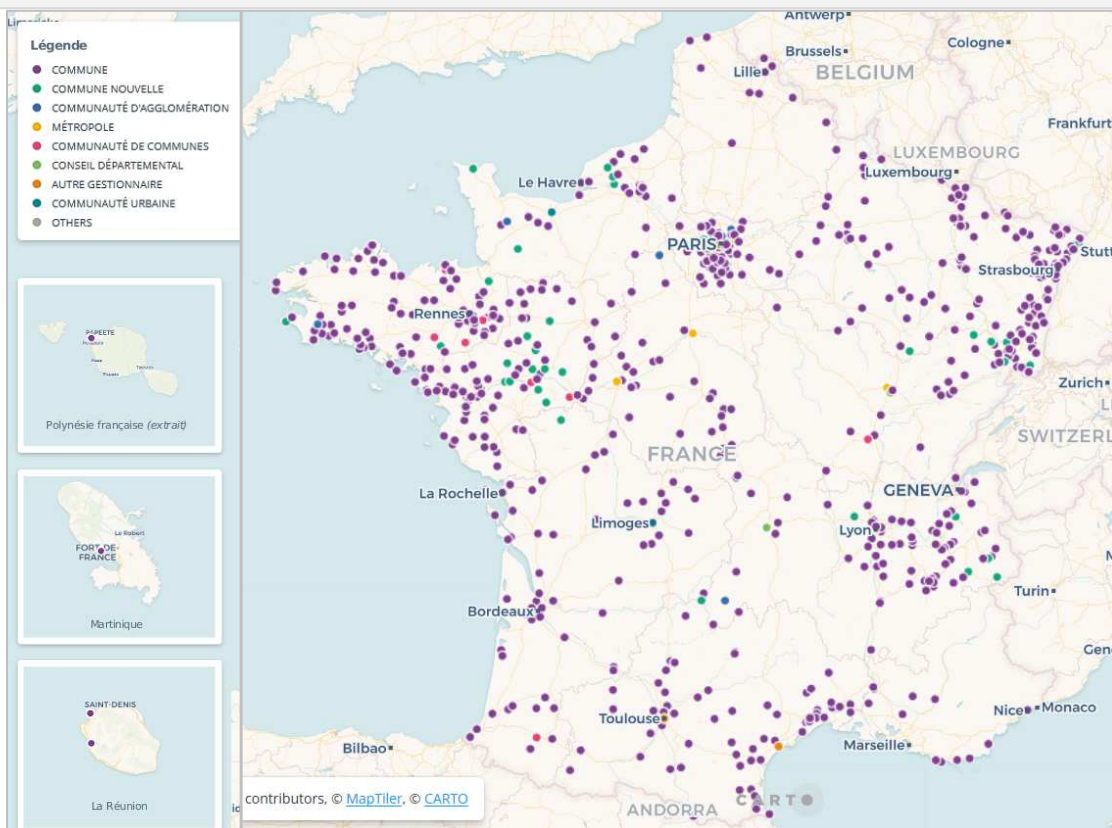 Légende
COMMUNE
COMMUNE NOUVELLE
COMMUNAUTÉ D'AGGLOMÉRATION
MÉTROPOLE
COMMUNAUTÉ DE COMMUNES
CONSEIL DÉPARTEMENTAL
AUTRE GESTIONNAIRE
COMMUNAUTÉ URBAINE
OTHERS
PAPEETE
Polynésie française (extrait)
Le Robert
FORT-DE-
FRANCE
Martinique
SAINT-DENIS
La Réunion
Antwerp
Brussels
Cologne
Lille
BELGIUM
Frankfurt
LUXEMBOURG
Luxembourg
Le Havre
PARIS
Stutt
Strasbourg
Rennes
Zurich
LI
SWITZERL
FRANCE
GENEVA
La Rochelle
Limoges
Lyon
Turin
Bordeaux
Gen
Nice
Monaco
Toulouse
Marseille
Bilbao
contributors, © MapTiler, © CARTO
CARTO
ANDORRA